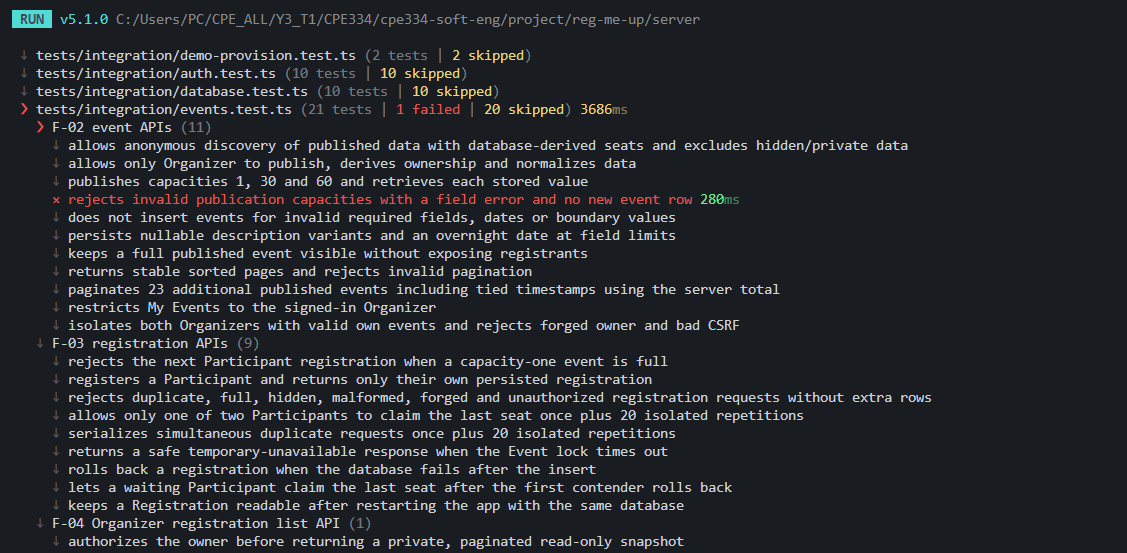 RUN v5.1.0 C:/Users/PC/CPE_ALL/Y3_T1/CPE334/cpe334-soft-eng/project/reg-me-up/server
↓ tests/integration/demo-provision.test.ts (2 tests | 2 skipped)
↓ tests/integration/auth.test.ts (10 tests | 10 skipped)
↓ tests/integration/database.test.ts (10 tests | 10 skipped)
❯ tests/integration/events.test.ts (21 tests | 1 failed | 20 skipped) 3686ms
❯ F-02 event APIs (11)
↓ allows anonymous discovery of published data with database-derived seats and excludes hidden/private data
↓ allows only Organizer to publish, derives ownership and normalizes data
↓ publishes capacities 1, 30 and 60 and retrieves each stored value
× rejects invalid publication capacities with a field error and no new event row 280ms
↓ does not insert events for invalid required fields, dates or boundary values
↓ persists nullable description variants and an overnight date at field limits
↓ keeps a full published event visible without exposing registrants
↓ returns stable sorted pages and rejects invalid pagination
↓ paginates 23 additional published events including tied timestamps using the server total
↓ restricts My Events to the signed-in Organizer
↓ isolates both Organizers with valid own events and rejects forged owner and bad CSRF
↓ F-03 registration APIs (9)
↓ rejects the next Participant registration when a capacity-one event is full
↓ registers a Participant and returns only their own persisted registration
↓ rejects duplicate, full, hidden, malformed, forged and unauthorized registration requests without extra rows
↓ allows only one of two Participants to claim the last seat once plus 20 isolated repetitions
↓ serializes simultaneous duplicate requests once plus 20 isolated repetitions
↓ returns a safe temporary-unavailable response when the Event lock times out
↓ rolls back a registration when the database fails after the insert
↓ lets a waiting Participant claim the last seat after the first contender rolls back
↓ keeps a Registration readable after restarting the app with the same database
↓ F-04 Organizer registration list API (1)
↓ authorizes the owner before returning a private, paginated read-only snapshot